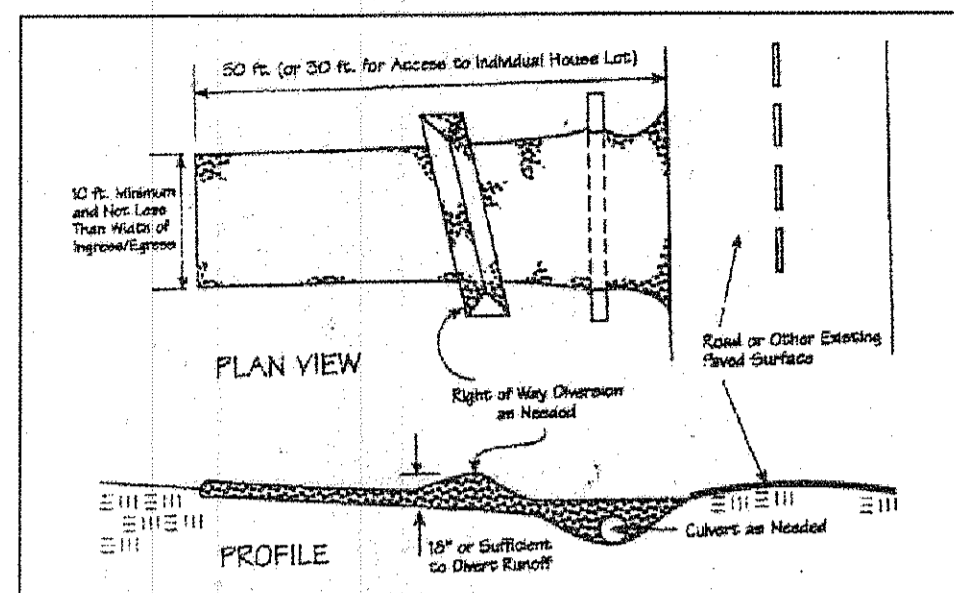 50 ft. (or 30 ft. for Access to Individual House Lot)
10 ft. Minimum
and Not Less
Than Width of
Ingress/Egress
PLAN VIEW
Right of Way Diversion
as Needed
Road or Other Existing
Paved Surface
Culvert as Needed
18" or Sufficient
to Divert Runoff
PROFILE